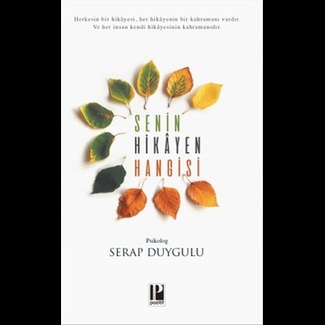 Herkesin bir hikâyesi, her hikâyenin bir kahramanı vardır.
Ve her insan kendi hikâyesinin kahramanıdır.
SENİN
HİKÂYEN
HANGİSİ
Psikolog
SERAP DUYGULU
P
pozitif